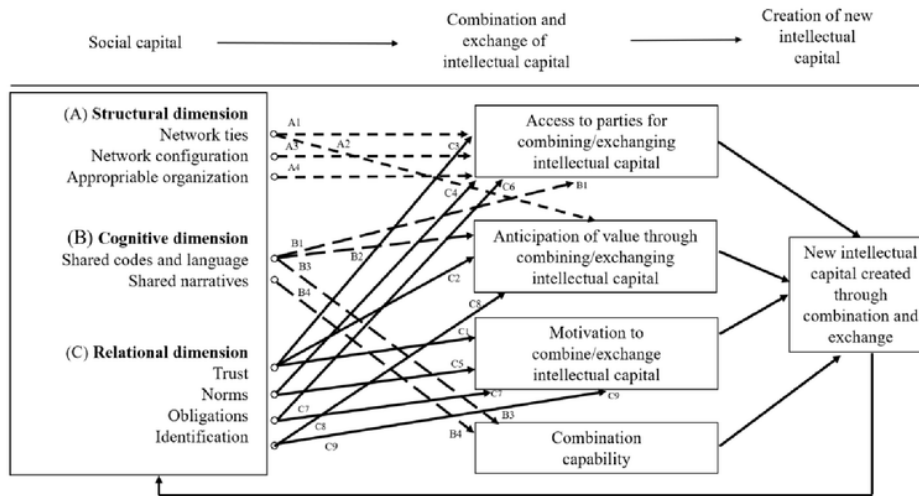 Social capital
Combination and
exchange of
intellectual capital
Creation of new
intellectual
capital
(A) Structural dimension
Network ties
Network configuration
Appropriable organization
(B) Cognitive dimension
Shared codes and language
Shared narratives
(C) Relational dimension
Trust
Norms
Obligations
Identification
A1
A2
A3
A4
C3
C4
C6
B1
B1
B2
B3
B4
C2
C8
C1
C5
C7
C7
C8
C9
C9
B3
B4
Access to parties for
combining/exchanging
intellectual capital
Anticipation of value through
combining/exchanging
intellectual capital
Motivation to
combine/exchange
intellectual capital
Combination
capability
New intellectual
capital created
through
combination and
exchange